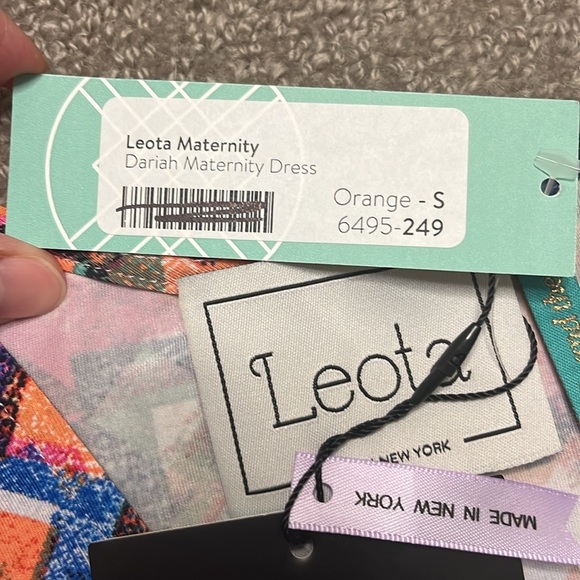 Leota Maternity
Dariah Maternity Dress
Orange - S
6495-249
Leota
NEW YORK
MADE IN NEW YORK